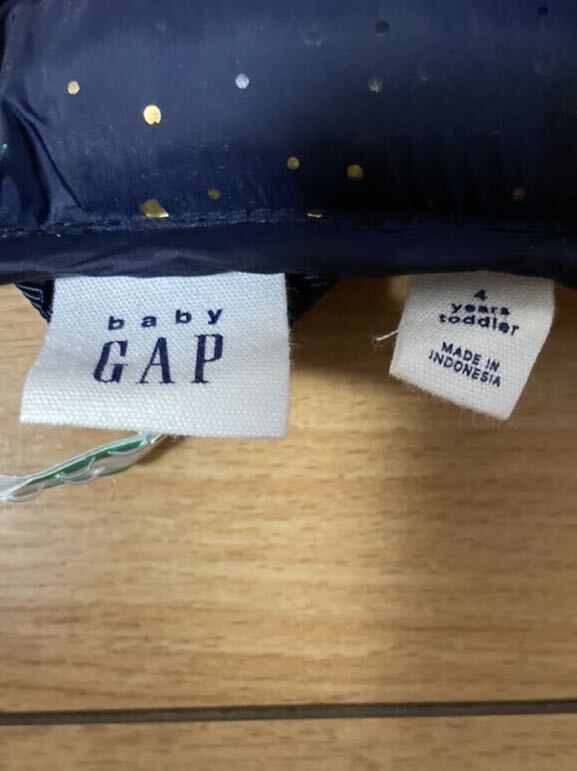 baby
GAP
4
years
toddler
MADE IN
INDONESIA